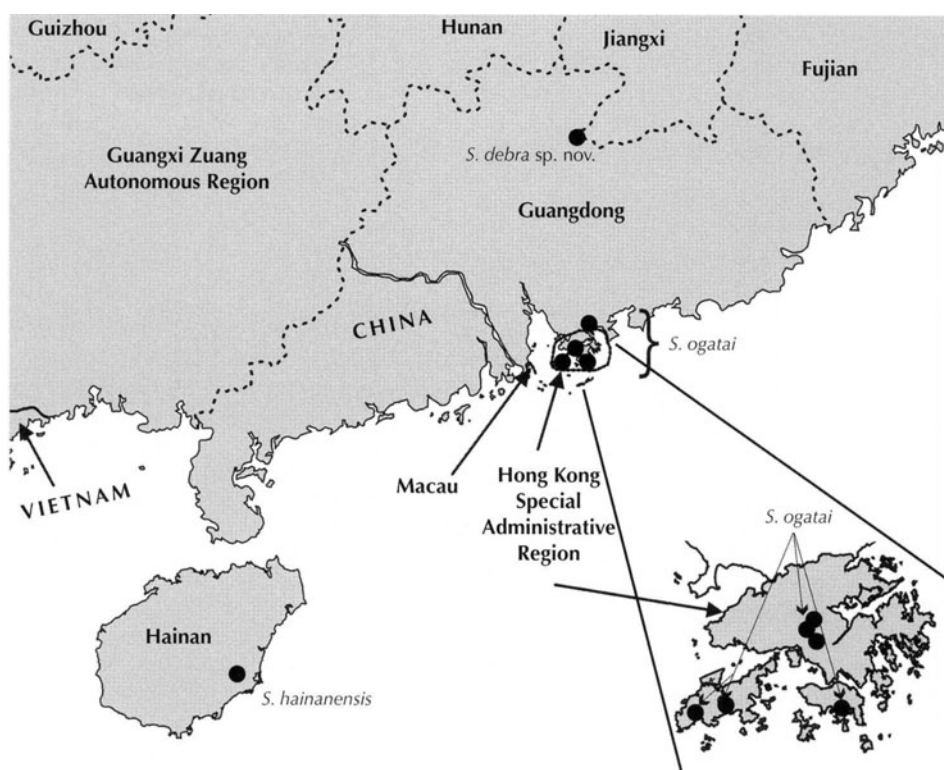 Guizhou
Hunan
Jiangxi
Fujian
S. debra sp. nov.
Guangxi Zuang
Autonomous Region
Guangdong
CHINA
S. ogatai
Macau
Hong Kong
Special
Administrative
Region
VIETNAM
S. ogatai
Hainan
S. hainanensis